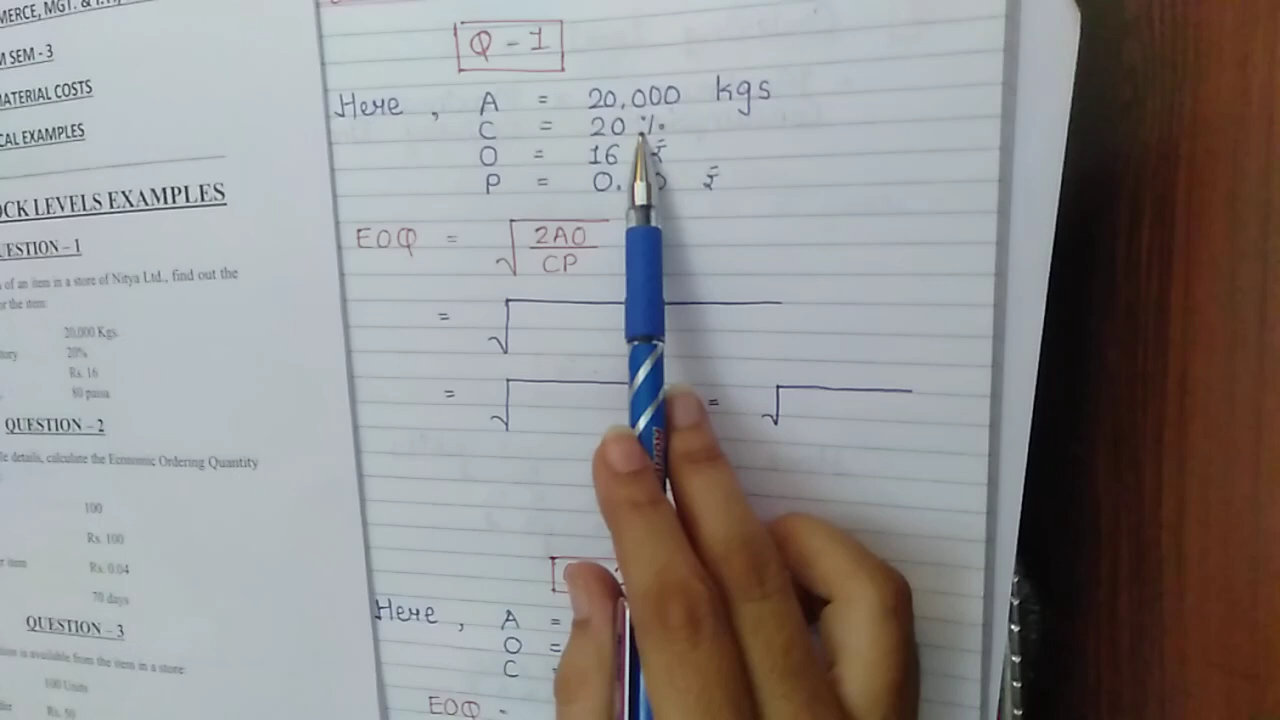 MERCE, MGT. &
M SEM - 3
MATERIAL COSTS
CAL EXAMPLES
OCK LEVELS EXAMPLES
UESTION – 1
of an item in a store of Nitya Ltd., find out the
or the item:
20,000 Kgs.
20%
Rs. 16
80 paisa
QUESTION – 2
details, calculate the Economic Ordering Quantity
100
Rs. 100
item
Rs. 0.04
70 days
QUESTION – 3
is available from the item in a store:
100 Units
Rs. 50
Q - 1
Here, A = 20,000 kgs
C = 20 %
O = 16 ₹
P = 0. ₹
EOQ = √ 2AO
CP
= √
= √ = √
Here, A =
O =
C
EOQ -